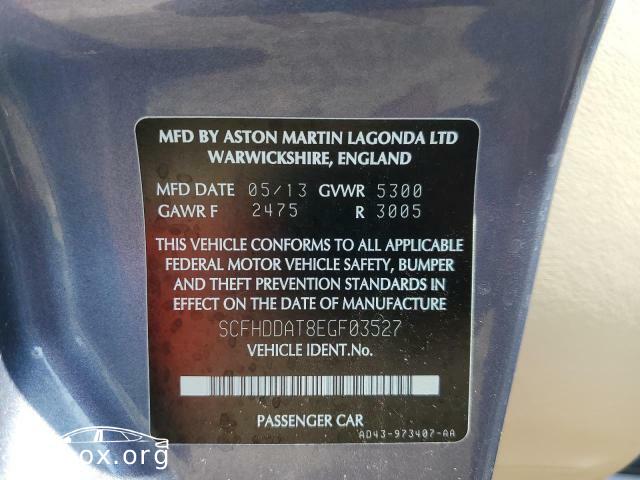 MFD BY ASTON MARTIN LAGONDA LTD
WARWICKSHIRE, ENGLAND
MFD DATE 05/13 GVWR 5300
GAWR F 2475 R 3005
THIS VEHICLE CONFORMS TO ALL APPLICABLE
FEDERAL MOTOR VEHICLE SAFETY, BUMPER
AND THEFT PREVENTION STANDARDS IN
EFFECT ON THE DATE OF MANUFACTURE
SCFHDDAT8EGF03527
VEHICLE IDENT.No.
PASSENGER CAR
AD43-973407-AA